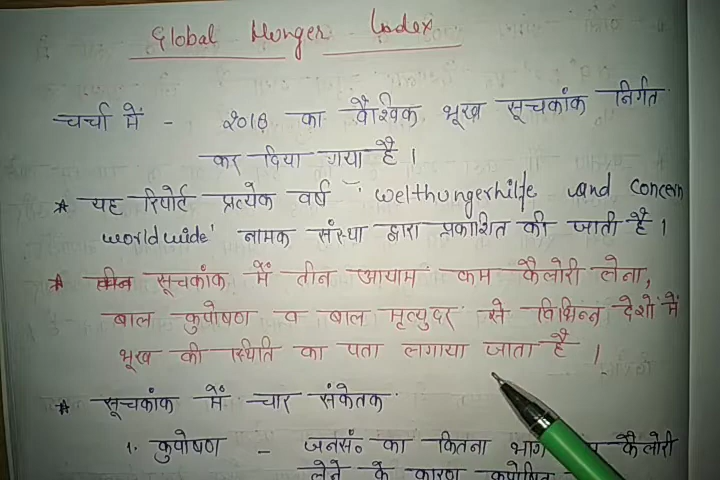 Global Hunger Index
चर्चा में - 2018 का वैश्विक भूख सूचकांक निर्गत
कर दिया गया है।
* यह रिपोर्ट प्रत्येक वर्ष 'welthungerhilfe and concern
worldwide' नामक संस्था द्वारा प्रकाशित की जाती है।
* सूचकांक में तीन आयाम कम कैलोरी लेना,
बाल कुपोषण व बाल मृत्युदर से विभिन्न देशों में
भूख की स्थिति का पता लगाया जाता है।
* सूचकांक में चार संकेतक
1. कुपोषण - जनसं० का कितना भाग कैलोरी
लेने के कारण कुपोषित